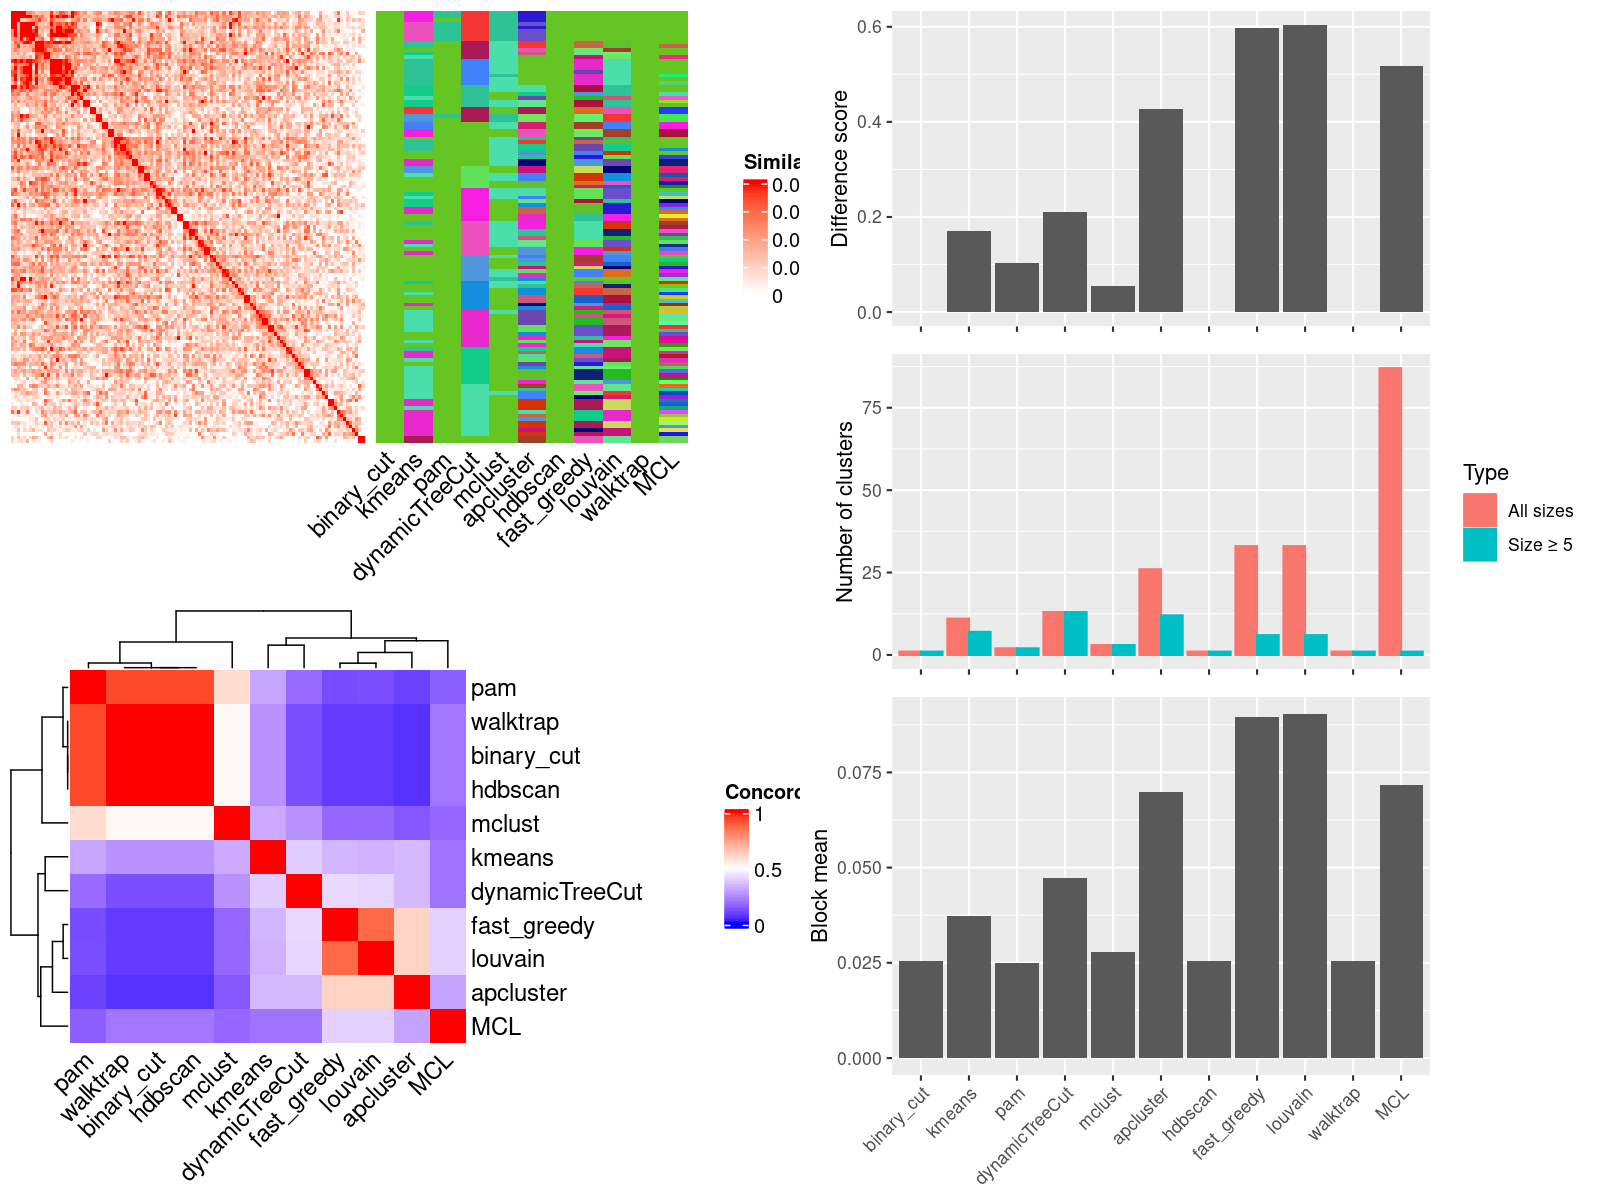 Simila
0.0
0.0
0.0
0.0
0
binary_cut
kmeans
pam
dynamicTreeCut
mclust
apcluster
hdbscan
fast_greedy
louvain
walktrap
MCL
Difference score
0.6
0.4
0.2
0.0
Number of clusters
75
50
25
0
Type
All sizes
Size ≥ 5
Block mean
0.075
0.050
0.025
0.000
binary_cut
kmeans
pam
dynamicTreeCut
mclust
apcluster
hdbscan
fast_greedy
louvain
walktrap
MCL
pam
walktrap
binary_cut
hdbscan
mclust
kmeans
dynamicTreeCut
fast_greedy
louvain
apcluster
MCL
Concord
1
0.5
0
pam
walktrap
binary_cut
hdbscan
mclust
kmeans
dynamicTreeCut
fast_greedy
louvain
apcluster
MCL